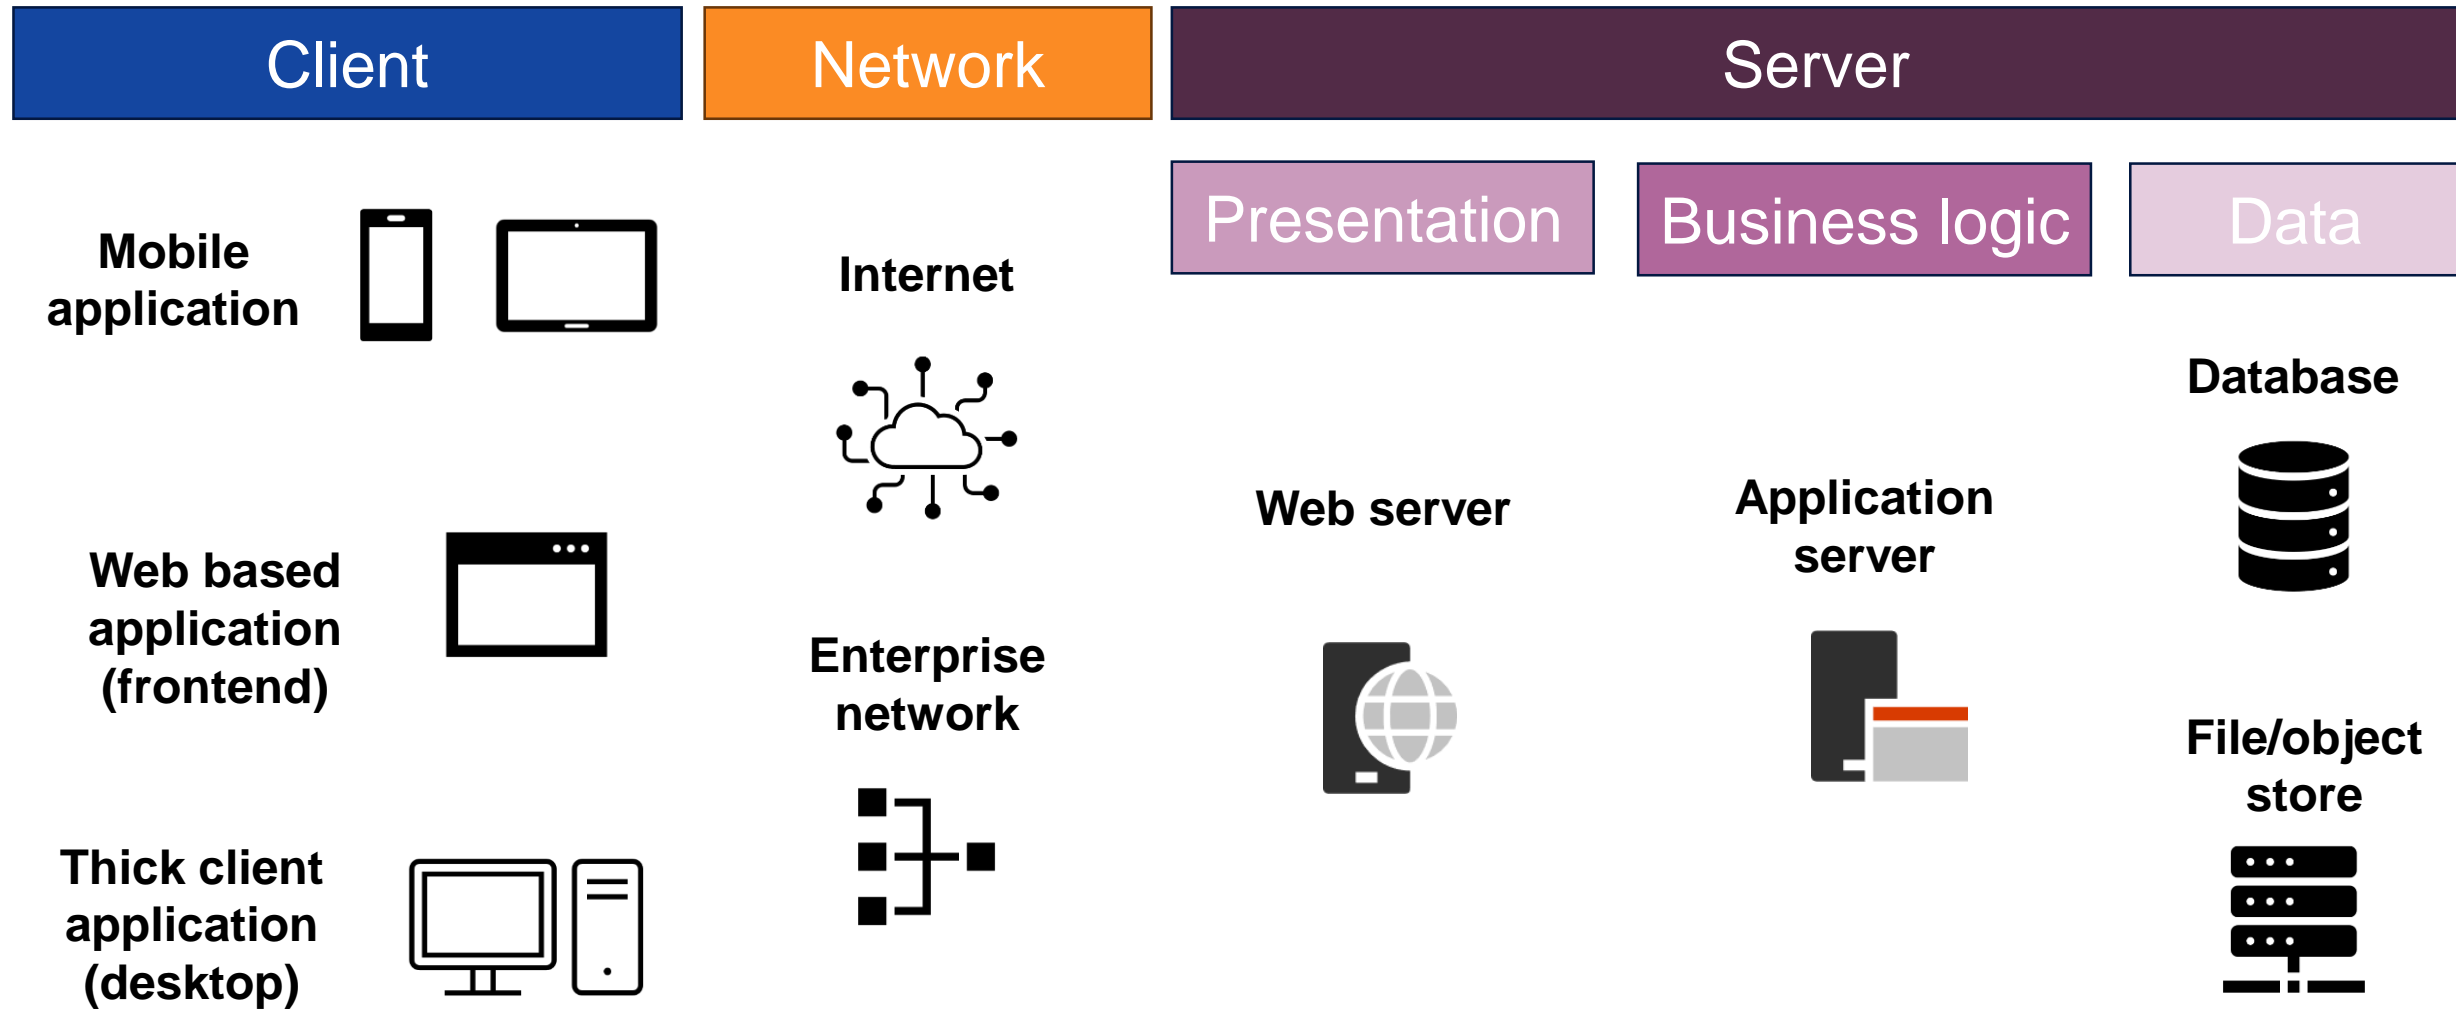 Client
Network
Server
Presentation
Business logic
Data
Mobile
application
Internet
Database
Web server
Application
server
Web based
application
(frontend)
Enterprise
network
File/object
store
Thick client
application
(desktop)